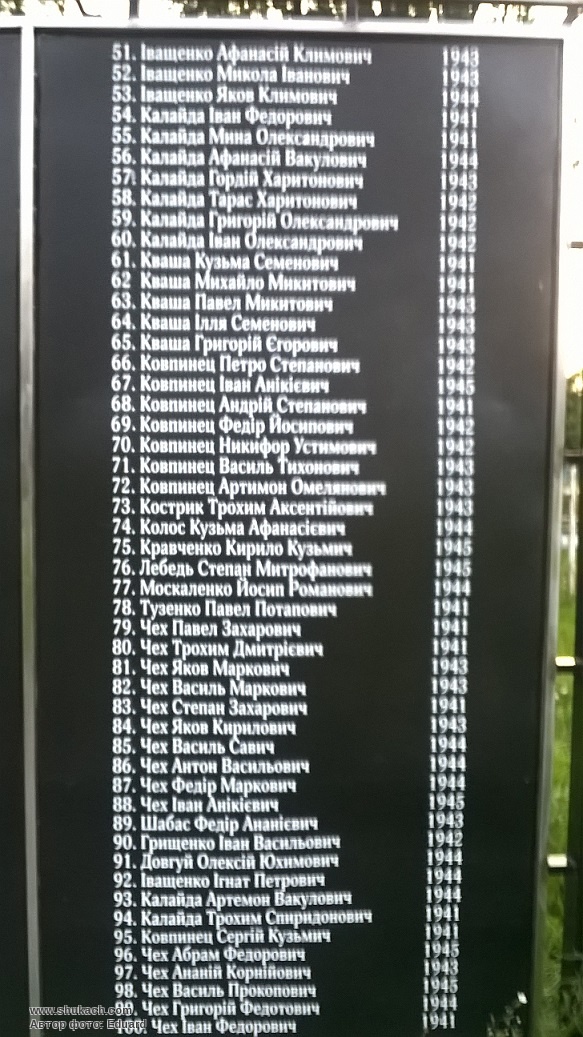 51. Іващенко Афанасій Климович 1943
52. Іващенко Микола Іванович 1943
53. Іващенко Яков Климович 1944
54. Калайда Іван Федорович 1941
55. Калайда Мина Олександрович 1941
56. Калайда Афанасій Вакулович 1944
57. Калайда Гордій Харитонович 1943
58. Калайда Тарас Харитонович 1942
59. Калайда Григорій Олександрович 1942
60. Калайда Іван Олександрович 1942
61. Кваша Кузьма Семенович 1941
62 Кваша Михайло Микитович 1941
63. Кваша Павел Микитович 1943
64. Кваша Ілля Семенович 1943
65. Кваша Григорій Єгорович 1943
66. Ковпинец Петро Степанович 1942
67. Ковпинец Іван Анікієвич 1945
68. Ковпинец Андрій Степанович 1941
69. Ковпинец Федір Йосипович 1942
70. Ковпинец Никифор Устимович 1942
71. Ковпинец Василь Тихонович 1943
72. Ковпинец Артимон Омелянович 1943
73. Кострик Трохим Аксентійович 1943
74. Колос Кузьма Афанасієвич 1944
75. Кравченко Кирило Кузьмич 1945
76. Лебедь Степан Митрофанович 1945
77. Москаленко Йосип Романович 1944
78. Тузенко Павел Потапович 1941
79. Чех Павел Захарович 1941
80. Чех Трохим Дмитрієвич 1941
81. Чех Яков Маркович 1943
82. Чех Василь Маркович 1943
83. Чех Степан Захарович 1941
84. Чех Яков Кирилович 1943
85. Чех Василь Савич 1944
86. Чех Антон Васильович 1944
87. Чех Федір Маркович 1944
88. Чех Іван Анікієвич 1945
89. Шабас Федір Ананієвич 1943
90. Грищенко Іван Васильович 1942
91. Довгуй Олексій Юхимович 1944
92. Іващенко Ігнат Петрович 1944
93. Калайда Артемон Вакулович 1944
94. Калайда Трохим Спиридонович 1941
95. Ковпинец Сергій Кузьмич 1941
96. Чех Абрам Федорович 1945
97. Чех Ананій Корнійович 1943
98. Чех Василь Прокопович 1945
99. Чех Григорій Федотович 1944
100. Чех Іван Федорович 1941
www.shukach.com
Автор фото: Eduard